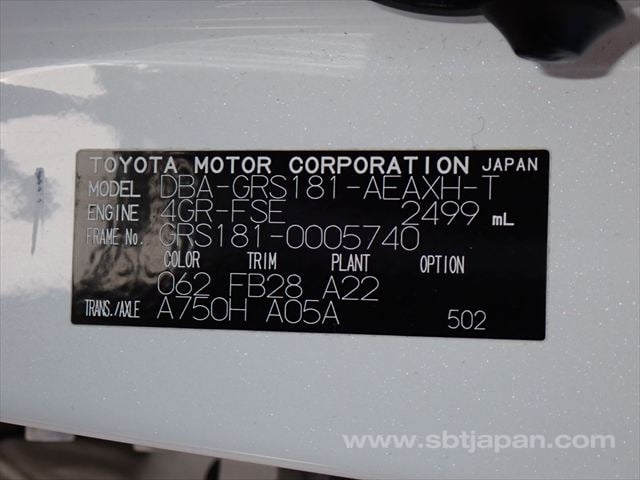 TOYOTA MOTOR CORPORATION JAPAN
MODEL DBA-GRS181-AEAXH-T
ENGINE 4GR-FSE 2499 mL
FRAME No. GRS181-0005740
COLOR TRIM PLANT OPTION
062 FB28 A22
TRANS./AXLE A750H A05A 502
www.sbtjapan.com